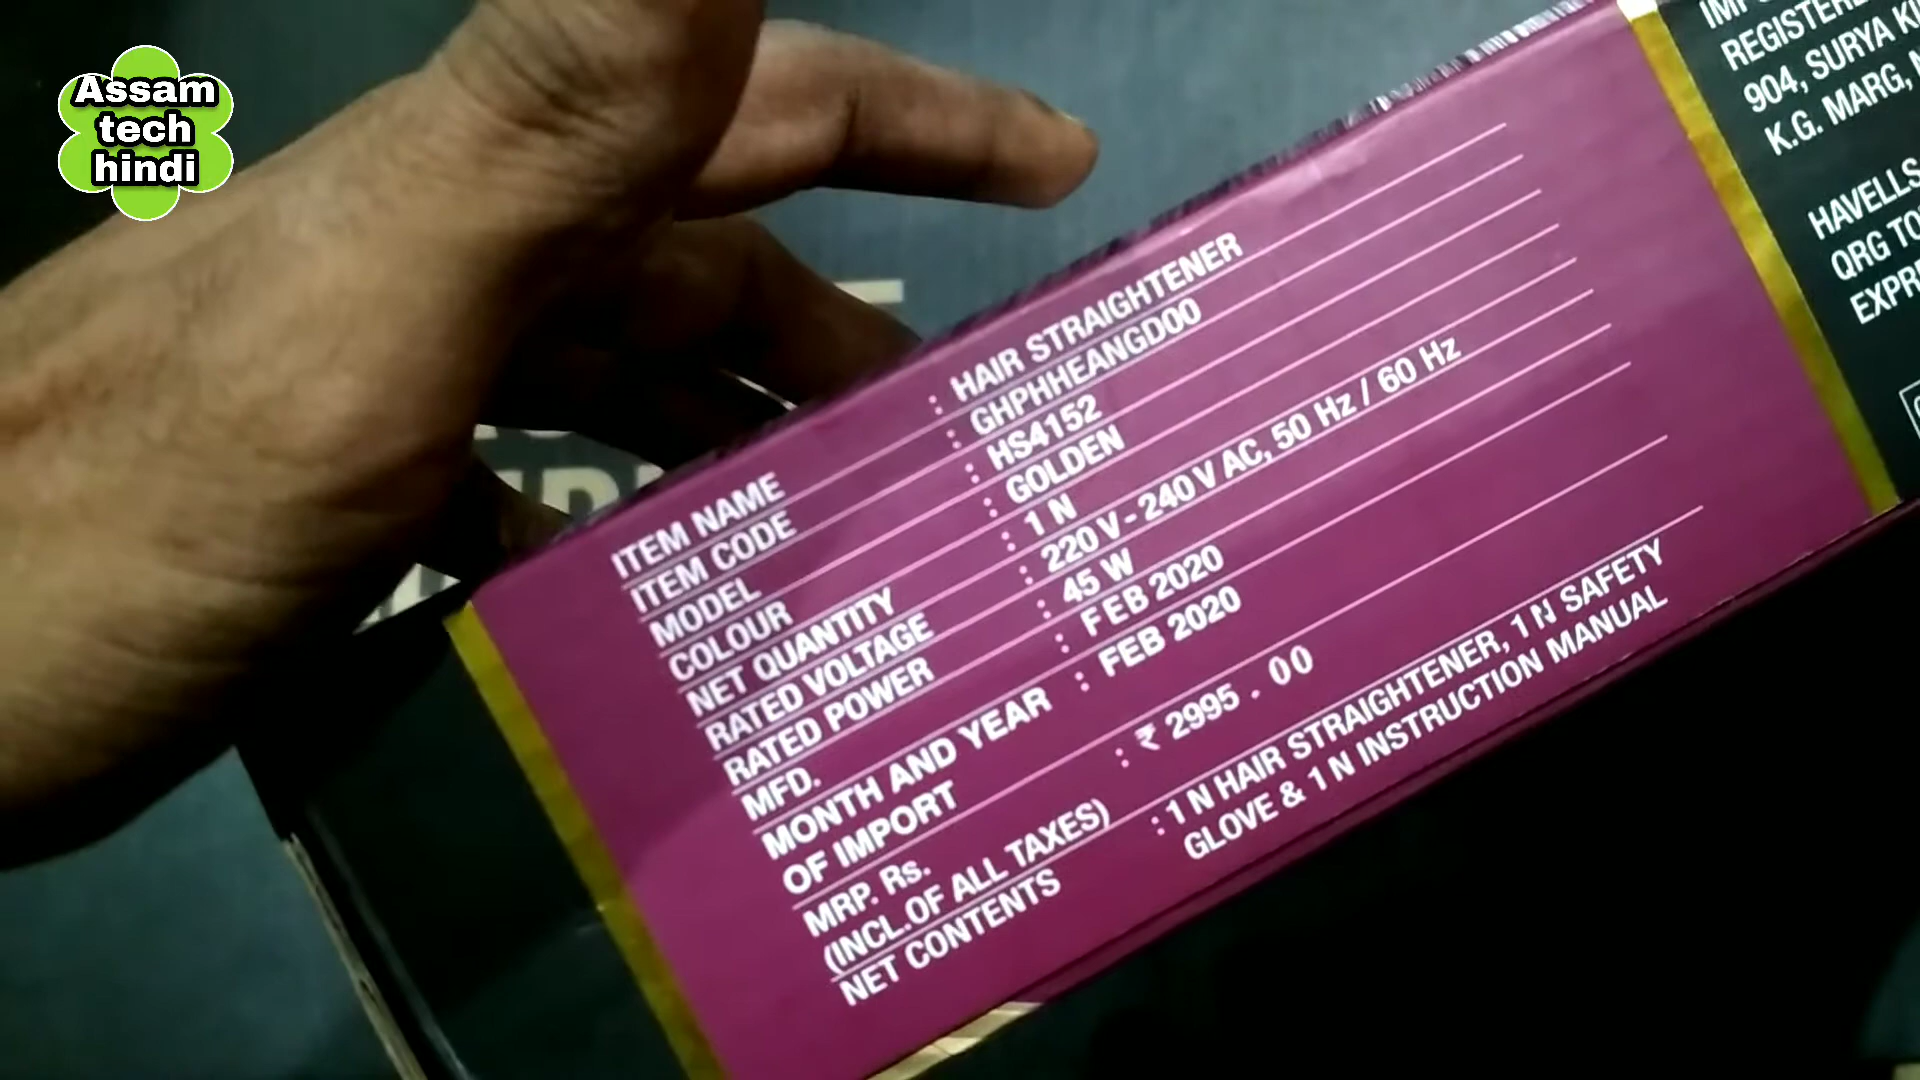 Assam
tech
hindi
ITEM NAME : HAIR STRAIGHTENER
ITEM CODE : GHPHHEANGD00
MODEL : HS4152
COLOUR : GOLDEN
NET QUANTITY : 1 N
RATED VOLTAGE : 220 V - 240 V AC, 50 Hz / 60 Hz
RATED POWER : 45 W
MFD. : FEB 2020
MONTH AND YEAR : FEB 2020
OF IMPORT
MRP. Rs. : ₹ 2995 . 00
(INCL.OF ALL TAXES)
NET CONTENTS : 1 N HAIR STRAIGHTENER, 1 N SAFETY
GLOVE & 1 N INSTRUCTION MANUAL
904, SURYA
K.G. MARG,
HAVELLS
QRG